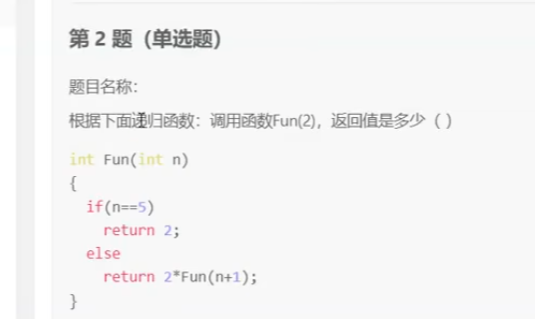 第 2 题（单选题）
题目名称：
根据下面递归函数：调用函数Fun(2)，返回值是多少（ ）
int Fun(int n)
{
if(n==5)
return 2;
else
return 2*Fun(n+1);
}